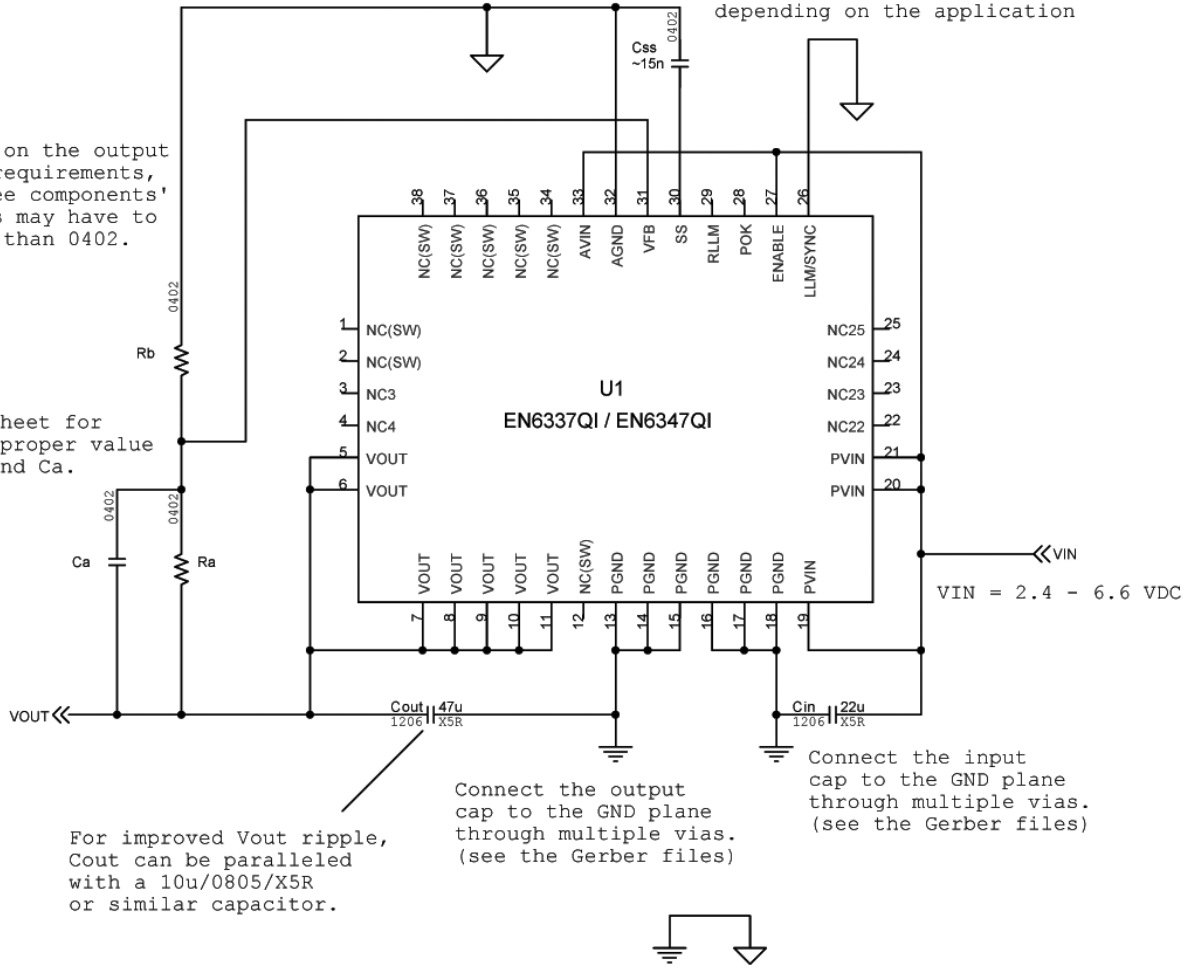 depending on the application
0402
Css
~15n
on the output
requirements,
components'
may have to
than 0402.
38
37
36
35
34
33
32
31
30
29
28
27
26
NC(SW)
NC(SW)
NC(SW)
NC(SW)
NC(SW)
AVIN
AGND
VFB
SS
RLLM
POK
ENABLE
LLM/SYNC
0402
Rb
1 NC(SW)
2 NC(SW)
3 NC3
4 NC4
5 VOUT
6 VOUT
NC25 25
NC24 24
NC23 23
NC22 22
PVIN 21
PVIN 20
U1
EN6337QI / EN6347QI
for
proper value
Ca.
0402
0402
Ca
Ra
VOUT
VOUT
VOUT
VOUT
VOUT
NC(SW)
PGND
PGND
PGND
PGND
PGND
PGND
PVIN
7
8
9
10
11
12
13
14
15
16
17
18
19
VIN
VIN = 2.4 - 6.6 VDC
VOUT
Cout 47u
1206 X5R
Cin 22u
1206 X5R
Connect the input
cap to the GND plane
through multiple vias.
(see the Gerber files)
Connect the output
cap to the GND plane
through multiple vias.
(see the Gerber files)
For improved Vout ripple,
Cout can be paralleled
with a 10u/0805/X5R
or similar capacitor.